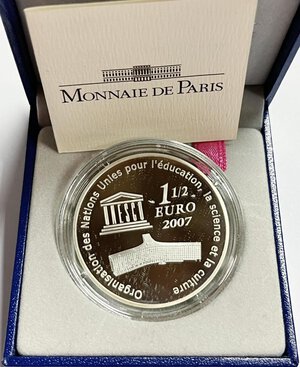 MONNAIE DE PARIS
Organisation des Nations Unies pour l'éducation, la science et la culture
UNESCO
1 1/2
EURO
2007